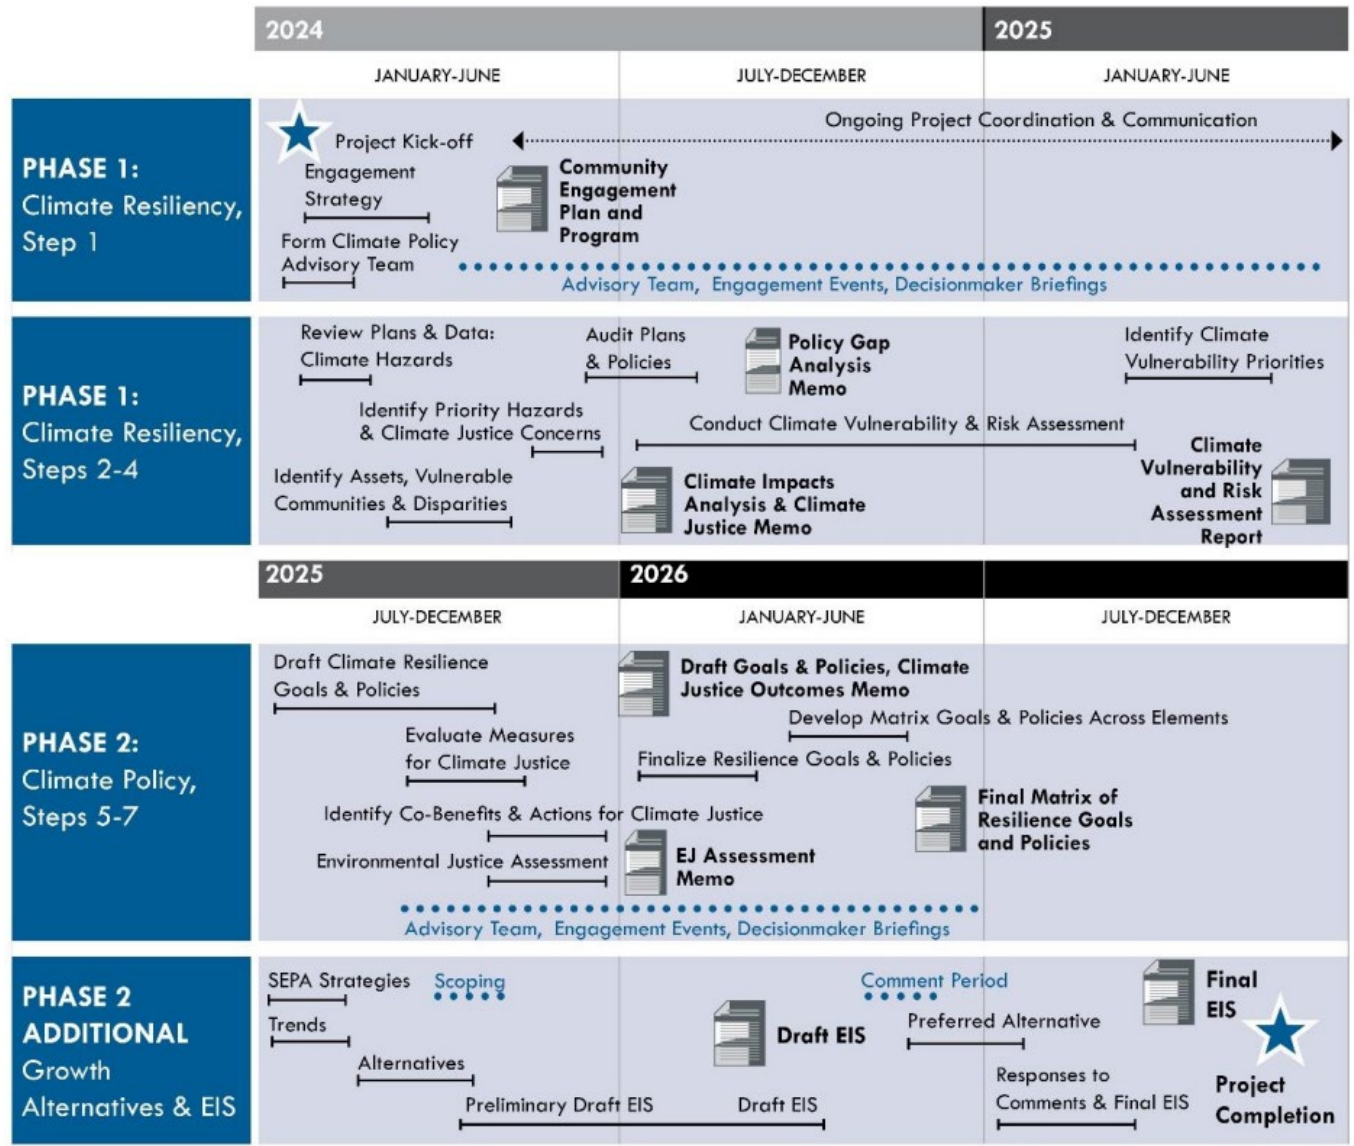 2024
2025
JANUARY-JUNE
JULY-DECEMBER
JANUARY-JUNE
PHASE 1:
Climate Resiliency,
Step 1
Project Kick-off
Ongoing Project Coordination & Communication
Engagement
Strategy
Community
Engagement
Plan and
Program
Form Climate Policy
Advisory Team
Advisory Team, Engagement Events, Decisionmaker Briefings
PHASE 1:
Climate Resiliency,
Steps 2-4
Review Plans & Data:
Climate Hazards
Audit Plans
& Policies
Policy Gap
Analysis
Memo
Identify Climate
Vulnerability Priorities
Identify Priority Hazards
& Climate Justice Concerns
Conduct Climate Vulnerability & Risk Assessment
Identify Assets, Vulnerable
Communities & Disparities
Climate Impacts
Analysis & Climate
Justice Memo
Climate
Vulnerability
and Risk
Assessment
Report
2025
2026
JULY-DECEMBER
JANUARY-JUNE
JULY-DECEMBER
PHASE 2:
Climate Policy,
Steps 5-7
Draft Climate Resilience
Goals & Policies
Draft Goals & Policies, Climate
Justice Outcomes Memo
Develop Matrix Goals & Policies Across Elements
Evaluate Measures
for Climate Justice
Finalize Resilience Goals & Policies
Final Matrix of
Resilience Goals
and Policies
Identify Co-Benefits & Actions for Climate Justice
Environmental Justice Assessment
EJ Assessment
Memo
Advisory Team, Engagement Events, Decisionmaker Briefings
PHASE 2
ADDITIONAL
Growth
Alternatives & EIS
SEPA Strategies
Scoping
Comment Period
Final
EIS
Trends
Draft EIS
Preferred Alternative
Alternatives
Preliminary Draft EIS
Draft EIS
Responses to
Comments & Final EIS
Project
Completion